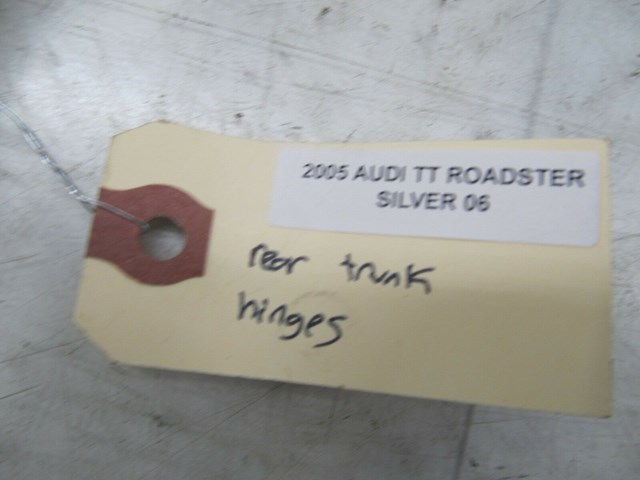 2005 AUDI TT ROADSTER
SILVER 06
rear trunk
hinges